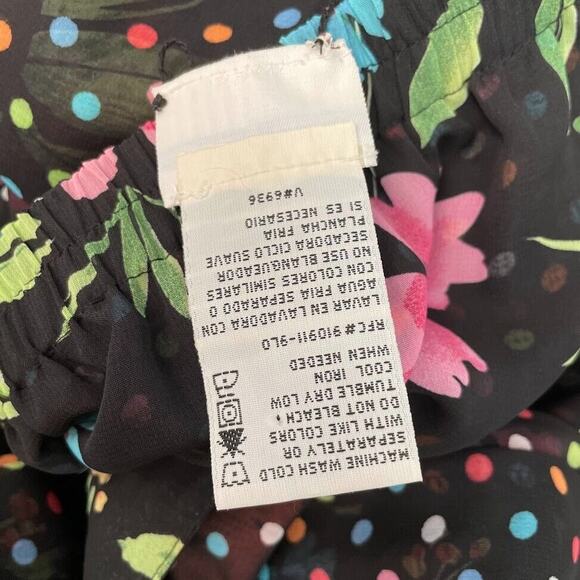 MACHINE WASH COLD
SEPARATELY OR
WITH LIKE COLORS
DO NOT BLEACH
TUMBLE DRY LOW
COOL IRON
WHEN NEEDED
RFC#910911-9L0
LAVAR EN LAVADORA CON
AGUA FRIA SEPARADO O
CON COLORES SIMILARES
NO USE BLANQUEADOR
SECADORA CICLO SUAVE
PLANCHA FRIA
SI ES NECESARIO
V#6936